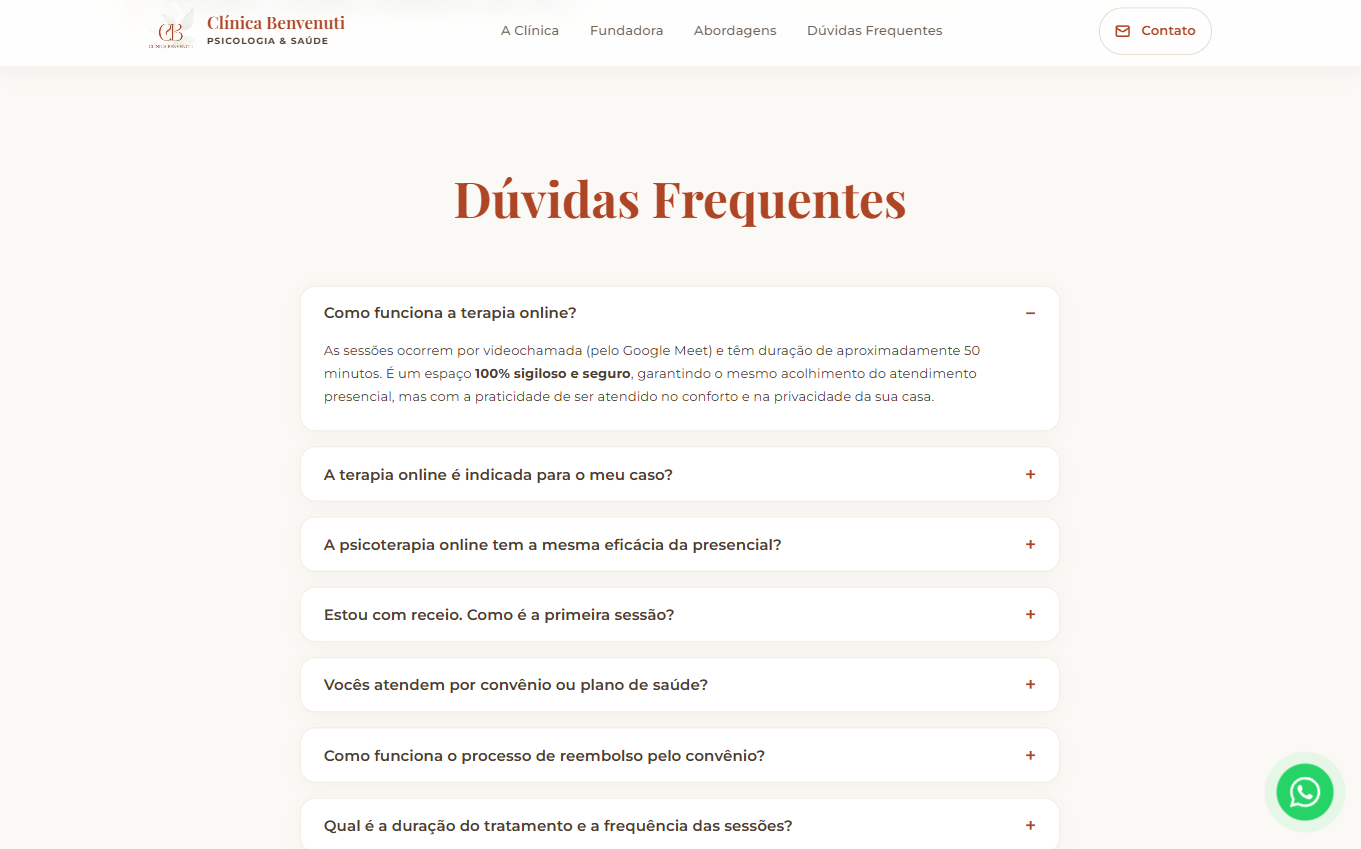 Clínica Benvenuti
PSICOLOGIA & SAÚDE
A Clínica
Fundadora
Abordagens
Dúvidas Frequentes
Contato
Dúvidas Frequentes
Como funciona a terapia online?
As sessões ocorrem por videochamada (pelo Google Meet) e têm duração de aproximadamente 50
minutos. É um espaço 100% sigiloso e seguro, garantindo o mesmo acolhimento do atendimento
presencial, mas com a praticidade de ser atendido no conforto e na privacidade da sua casa.
A terapia online é indicada para o meu caso?
A psicoterapia online tem a mesma eficácia da presencial?
Estou com receio. Como é a primeira sessão?
Vocês atendem por convênio ou plano de saúde?
Como funciona o processo de reembolso pelo convênio?
Qual é a duração do tratamento e a frequência das sessões?